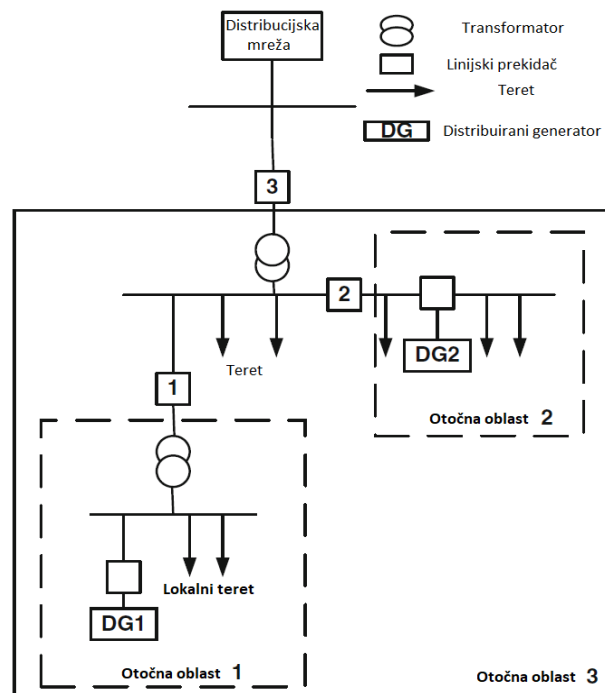 Distribucijska
mreža
Transformator
Linijski prekidač
Teret
DG
Distribuirani generator
3
2
DG2
Teret
1
Otočna oblast 2
Lokalni teret
DG1
Otočna oblast 1
Otočna oblast 3